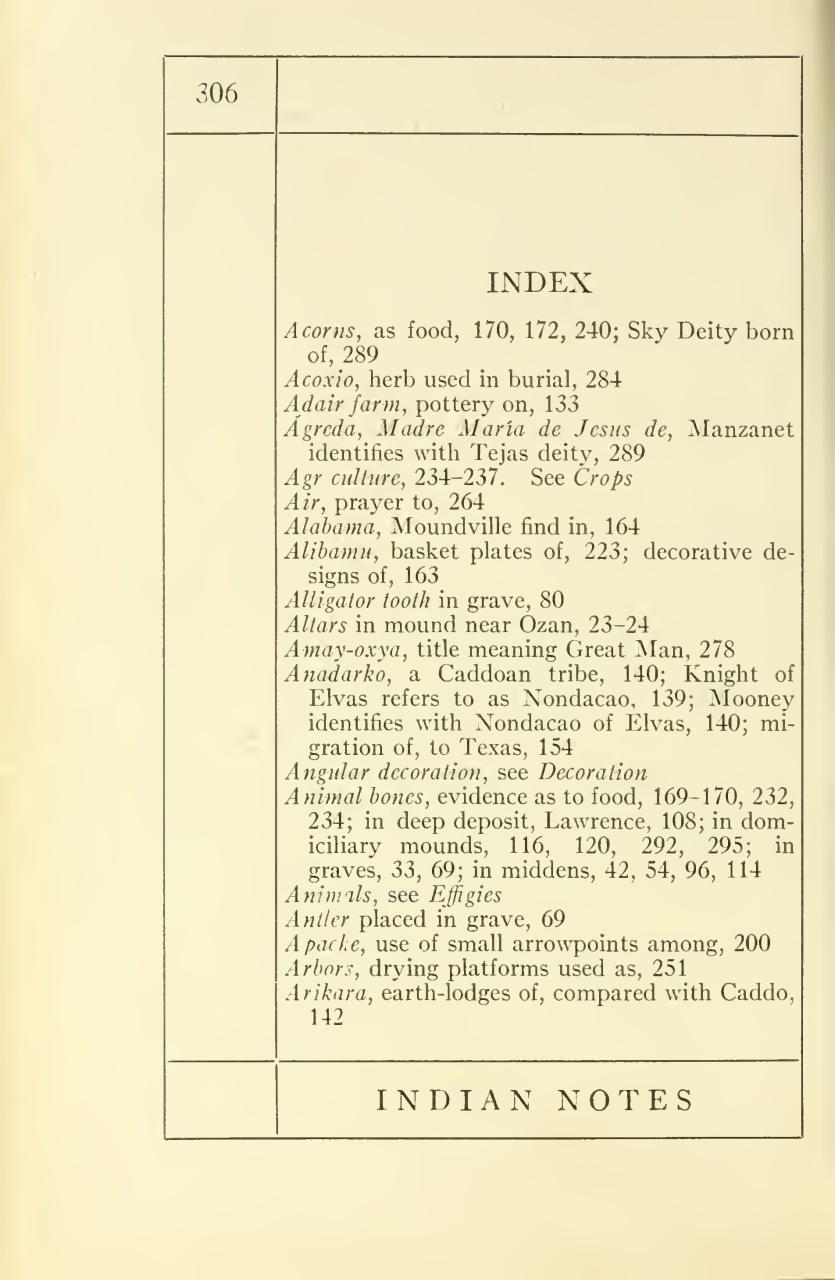 306
INDEX
Acorns, as food, 170, 172, 240; Sky Deity born
of, 289
Acoxio, herb used in burial, 284
Adair farm, pottery on, 133
Ágreda, Madre María de Jesus de, Manzanet
identifies with Tejas deity, 289
Agr culture, 234–237. See Crops
Air, prayer to, 264
Alabama, Moundville find in, 164
Alibamu, basket plates of, 223; decorative de-
signs of, 163
Alligator tooth in grave, 80
Altars in mound near Ozan, 23–24
Amay-oxya, title meaning Great Man, 278
Anadarko, a Caddoan tribe, 140; Knight of
Elvas refers to as Nondacao, 139; Mooney
identifies with Nondacao of Elvas, 140; mi-
gration of, to Texas, 154
Angular decoration, see Decoration
Animal bones, evidence as to food, 169–170, 232,
234; in deep deposit, Lawrence, 108; in dom-
iciliary mounds, 116, 120, 292, 295; in
graves, 33, 69; in middens, 42, 54, 96, 114
Animals, see Effigies
Antler placed in grave, 69
Apache, use of small arrowpoints among, 200
Arbors, drying platforms used as, 251
Arikara, earth-lodges of, compared with Caddo,
142
INDIAN NOTES